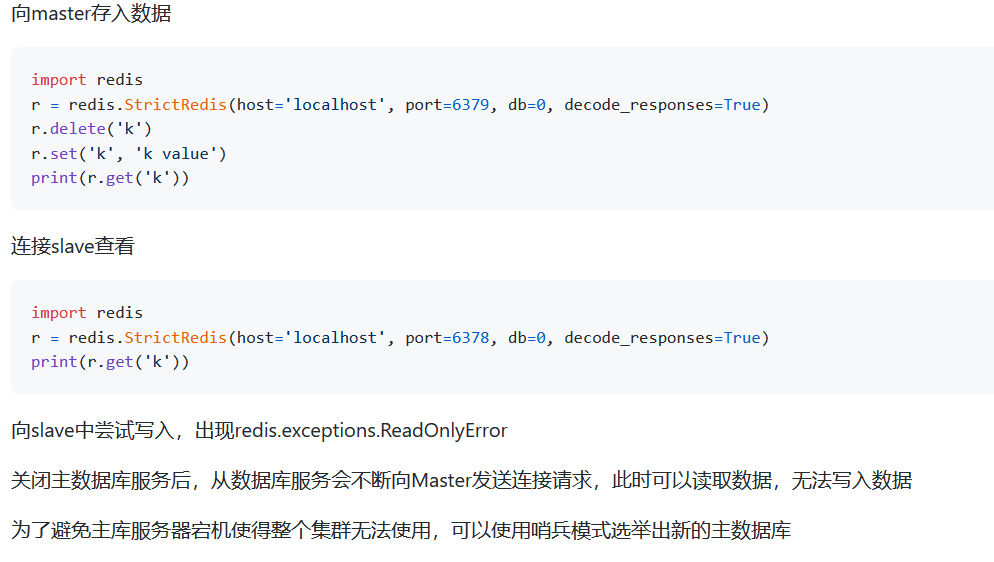 向master存入数据
import redis
r = redis.StrictRedis(host='localhost', port=6379, db=0, decode_responses=True)
r.delete('k')
r.set('k', 'k value')
print(r.get('k'))
连接slave查看
import redis
r = redis.StrictRedis(host='localhost', port=6378, db=0, decode_responses=True)
print(r.get('k'))
向slave中尝试写入，出现redis.exceptions.ReadOnlyError
关闭主数据库服务后，从数据库服务会不断向Master发送连接请求，此时可以读取数据，无法写入数据
为了避免主库服务器宕机使得整个集群无法使用，可以使用哨兵模式选举出新的主数据库